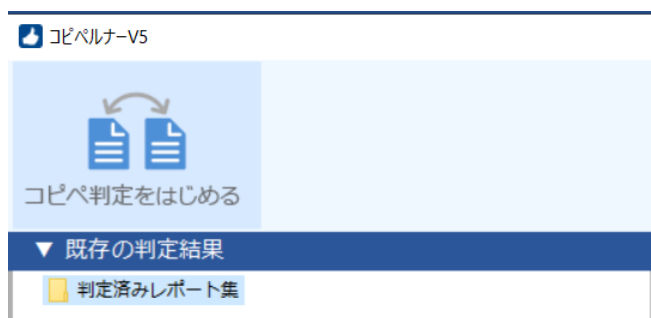 コピペルナーV5
コピペ判定をはじめる
▼ 既存の判定結果
判定済みレポート集